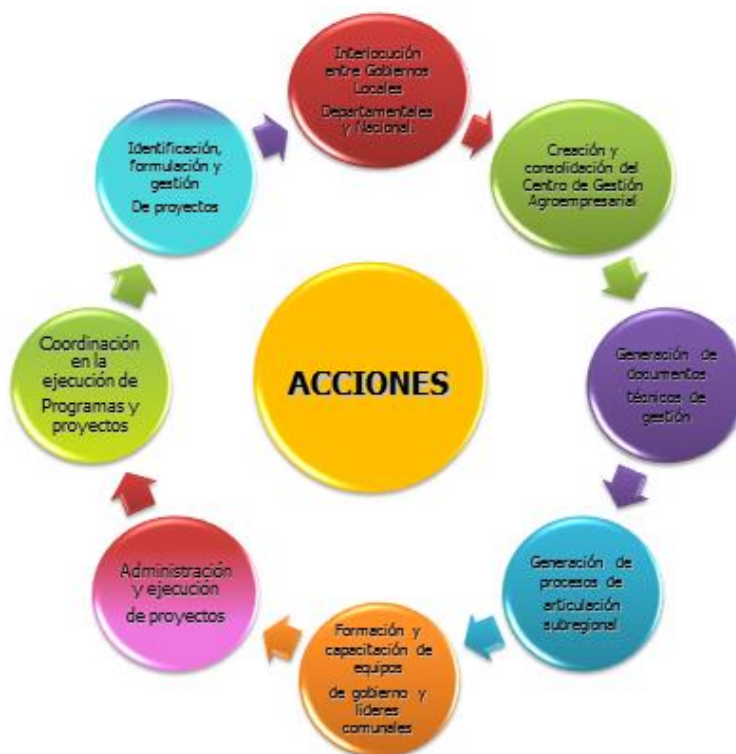 Interlocución
entre Gobiernos
Locales
Departamentales
y Nacional.
Creación y
consolidación del
Centro de Gestión
Agroempresarial
Generación de
documentos
técnicos de
gestión
Generación de
procesos de
articulación
subregional
Formación y
capacitación de
equipos
de gobierno y
líderes
comunales
Administración
y ejecución
de proyectos
Coordinación
en la
ejecución de
Programas y
proyectos
Identificación,
formulación y
gestión
De proyectos
ACCIONES